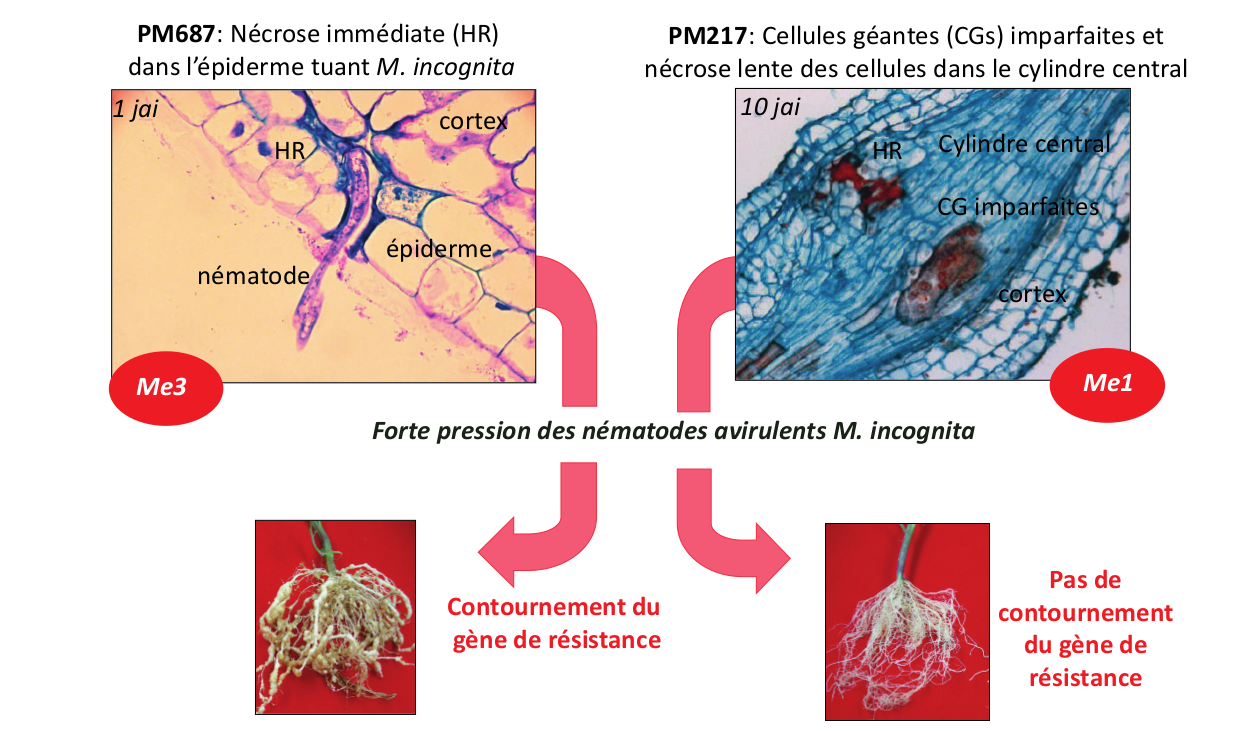 PM687: Nécrose immédiate (HR)
dans l’épiderme tuant M. incognita
1 jai
cortex
HR
épiderme
nématode
Me3
PM217: Cellules géantes (CGs) imparfaites et
nécrose lente des cellules dans le cylindre central
10 jai
HR
Cylindre central
CG imparfaites
cortex
Me1
Forte pression des nématodes avirulents M. incognita
Contournement du
gène de résistance
Pas de
contournement
du gène de
résistance